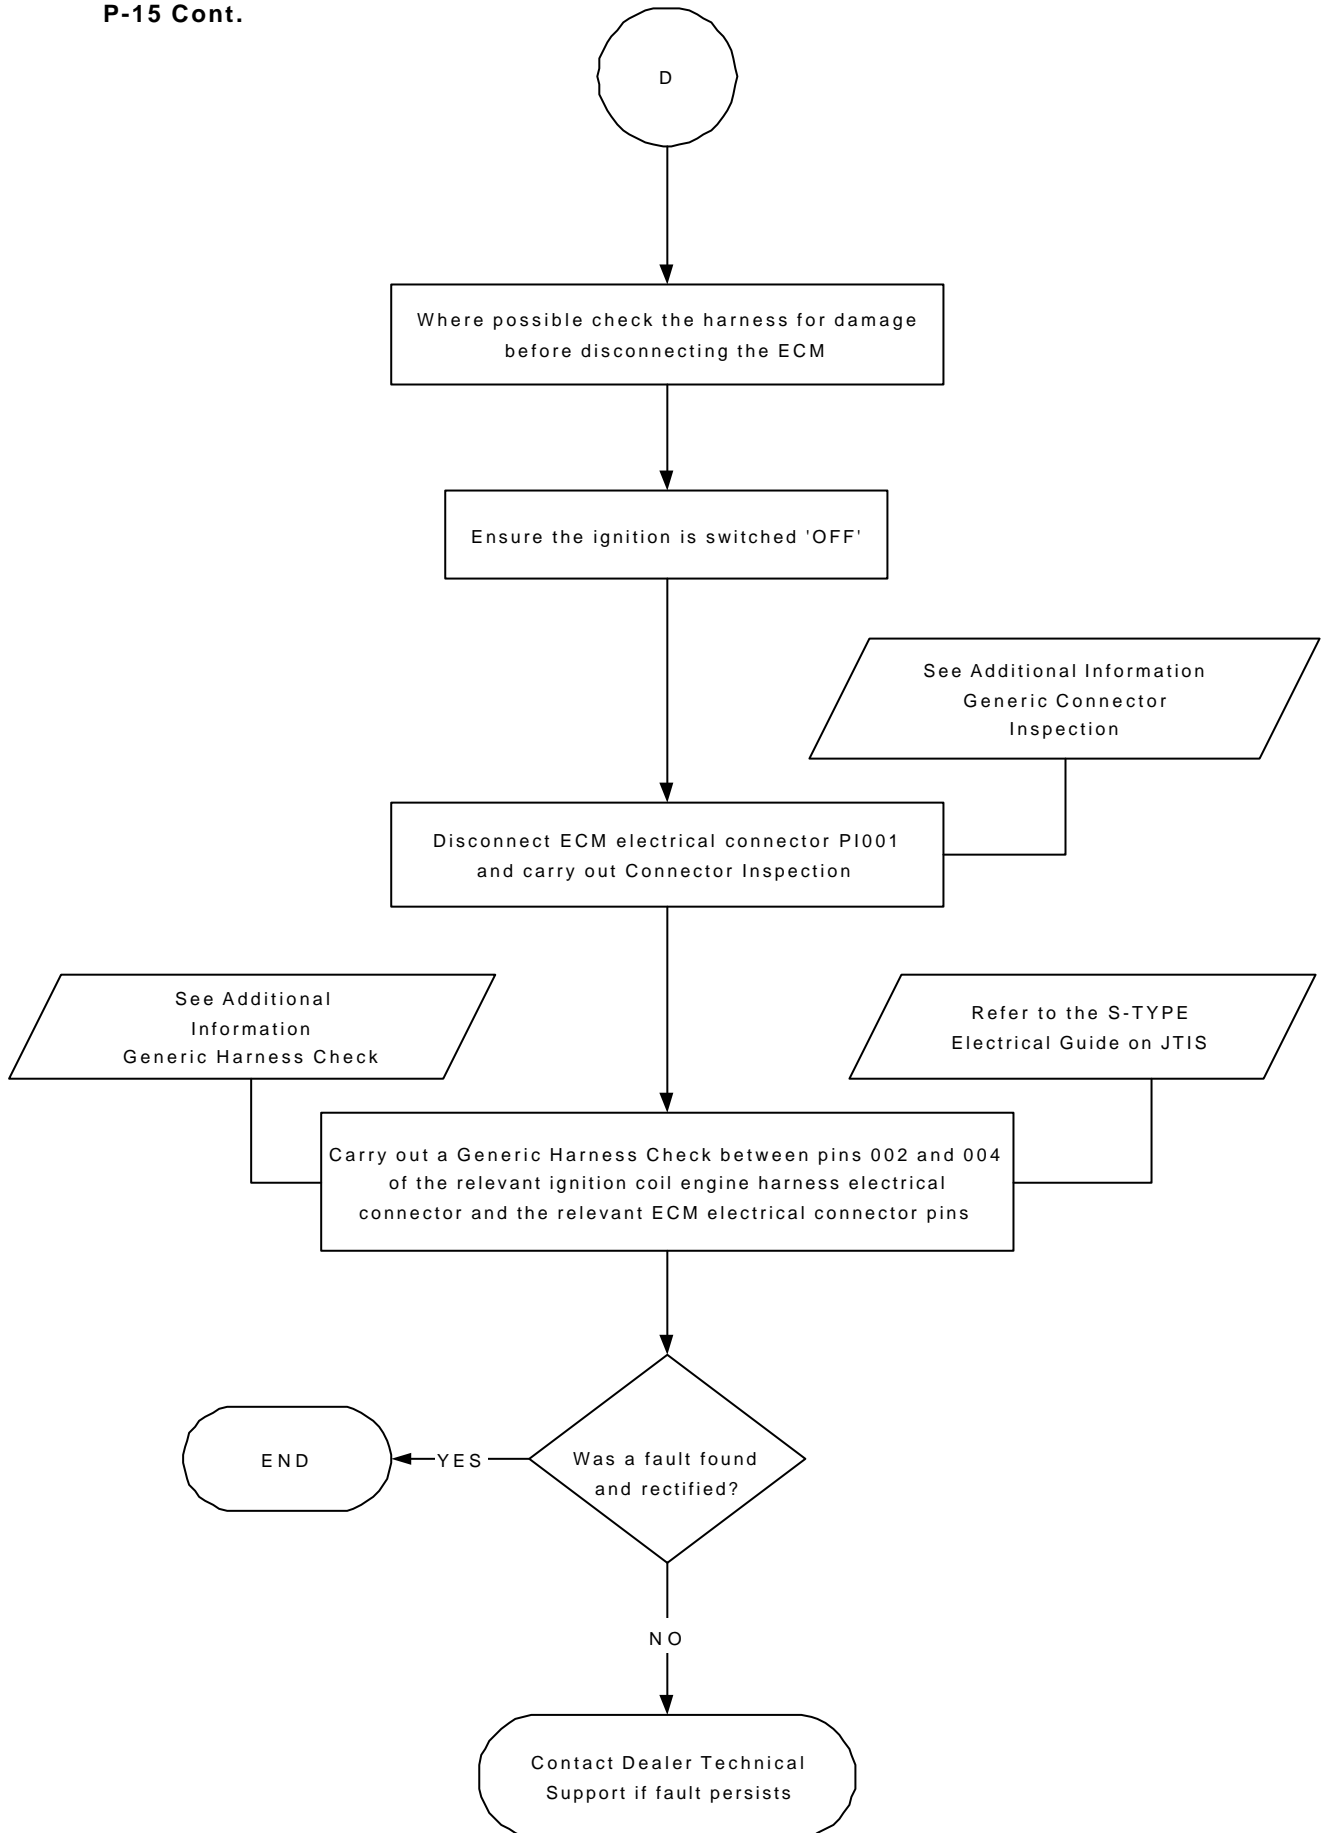 P-15 Cont.
D
Where possible check the harness for damage
before disconnecting the ECM
Ensure the ignition is switched 'OFF'
See Additional Information
Generic Connector
Inspection
Disconnect ECM electrical connector PI001
and carry out Connector Inspection
See Additional
Information
Generic Harness Check
Refer to the S-TYPE
Electrical Guide on JTIS
Carry out a Generic Harness Check between pins 002 and 004
of the relevant ignition coil engine harness electrical
connector and the relevant ECM electrical connector pins
Was a fault found
and rectified?
YES
END
NO
Contact Dealer Technical
Support if fault persists